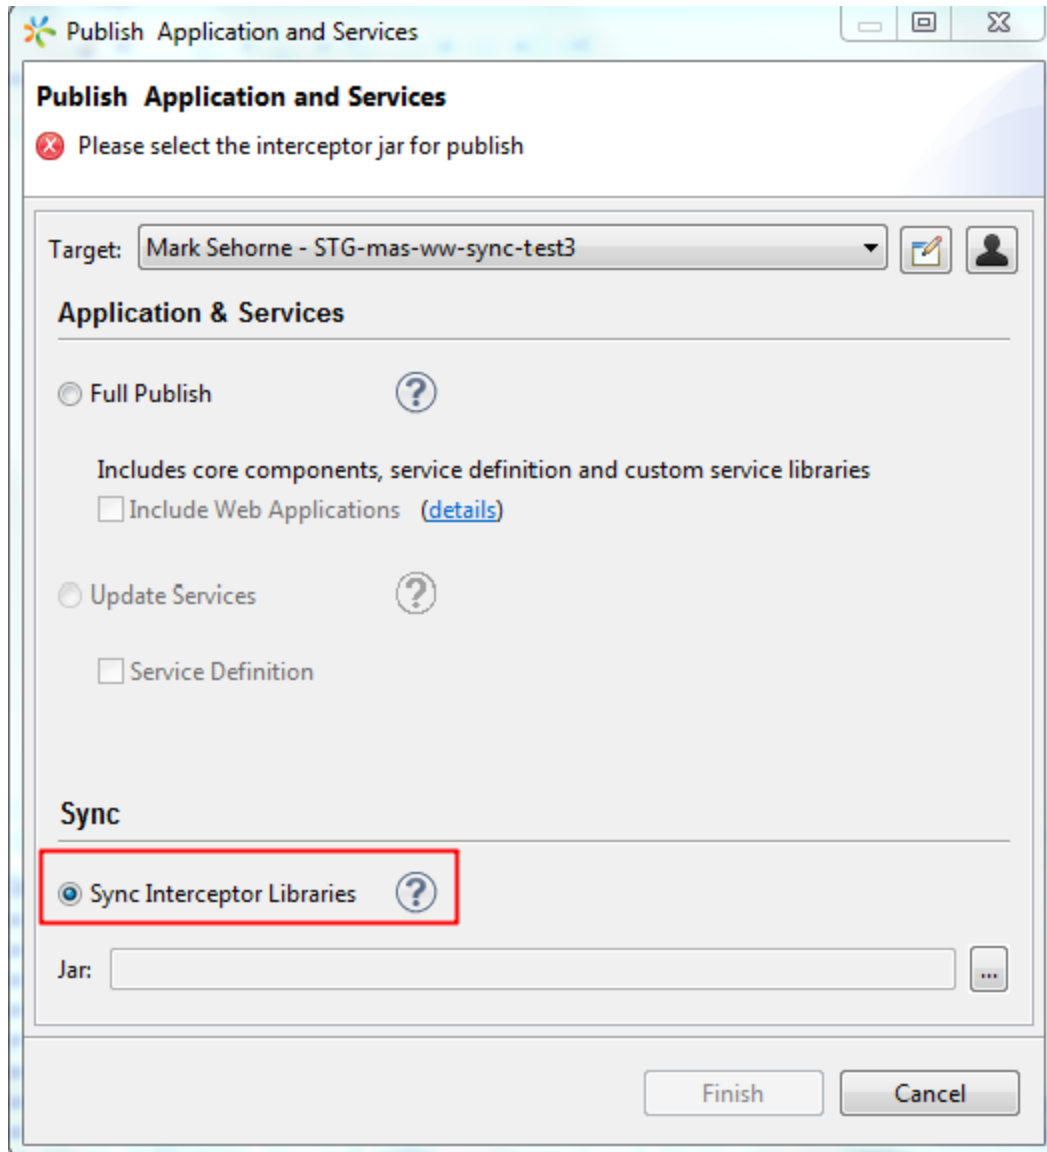 Publish  Application and Services
Publish  Application and Services
Please select the interceptor jar for publish
Target: Mark Sehorne - STG-mas-ww-sync-test3
Application & Services
Full Publish ?
Includes core components, service definition and custom service libraries
Include Web Applications (details)
Update Services ?
Service Definition
Sync
Sync Interceptor Libraries ?
Jar: ...
Finish Cancel